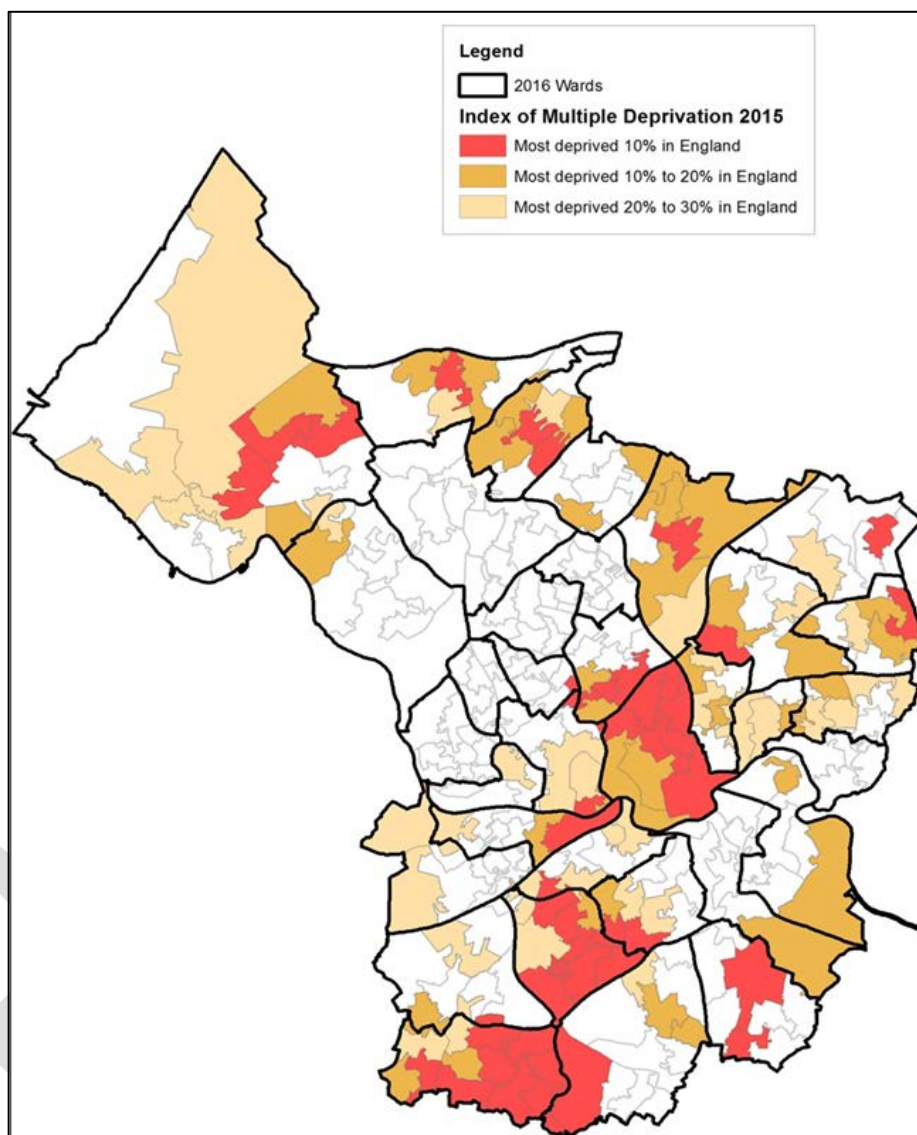 Legend
2016 Wards
Index of Multiple Deprivation 2015
Most deprived 10% in England
Most deprived 10% to 20% in England
Most deprived 20% to 30% in England